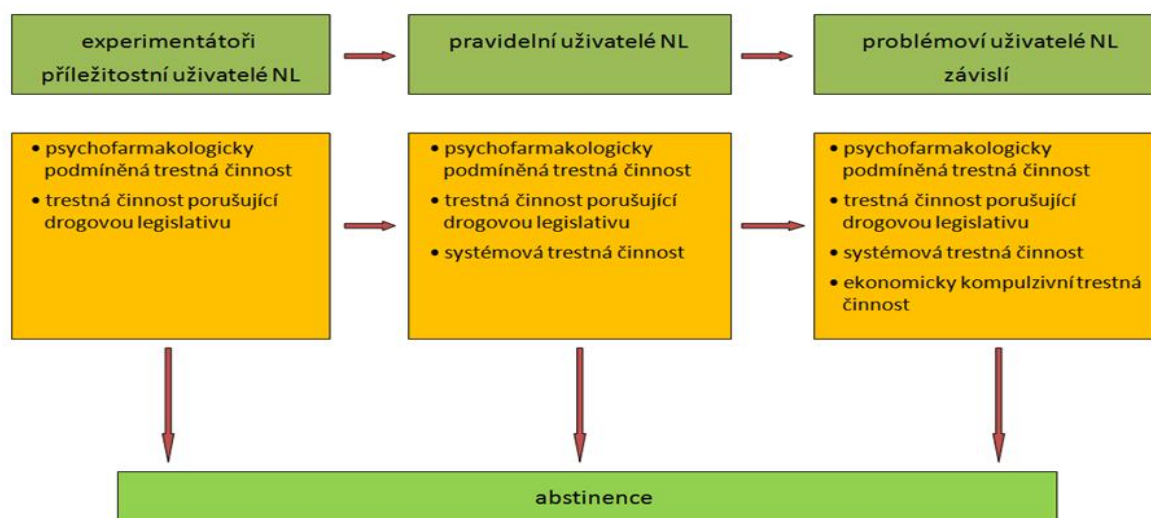 experimentátoři
příležitostní uživatelé NL
pravidelní uživatelé NL
problémoví uživatelé NL
závislí
• psychofarmakologicky
podmíněná trestná činnost
• trestná činnost porušující
drogovou legislativu
• psychofarmakologicky
podmíněná trestná činnost
• trestná činnost porušující
drogovou legislativu
• systémová trestná činnost
• psychofarmakologicky
podmíněná trestná činnost
• trestná činnost porušující
drogovou legislativu
• systémová trestná činnost
• ekonomicky kompulzivní trestná
činnost
abstinence